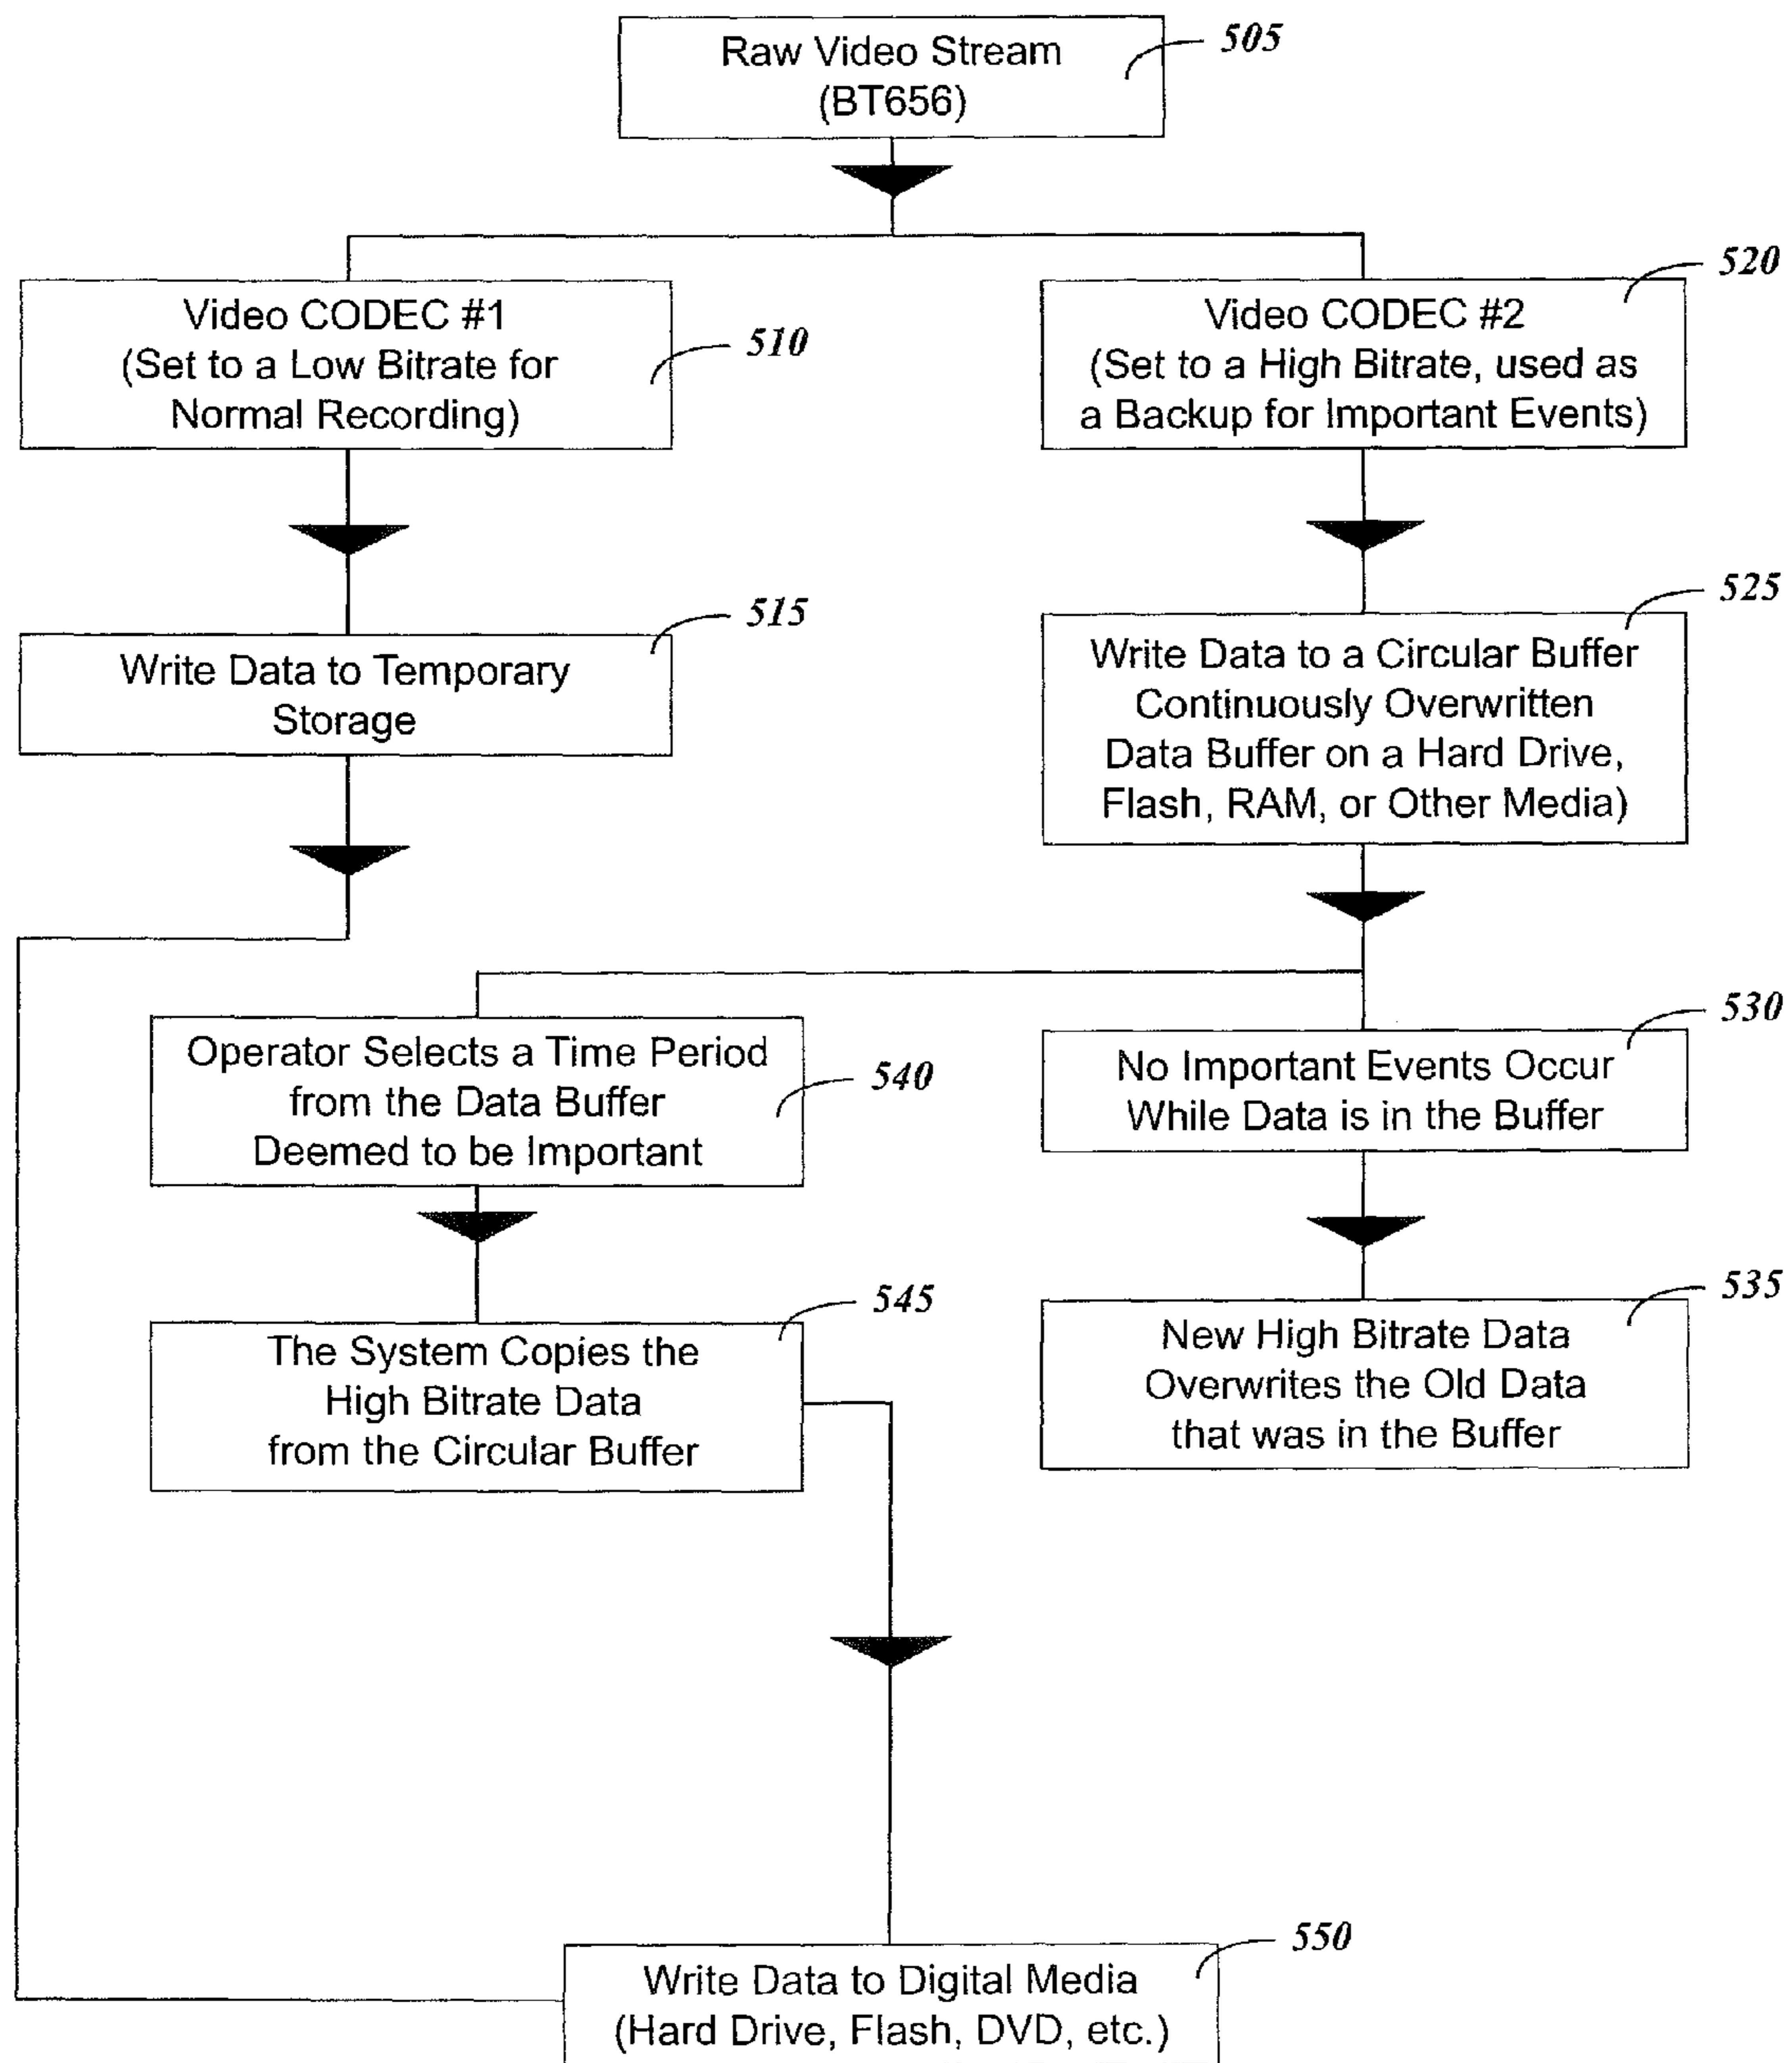 Raw Video Stream
(BT656)
505
Video CODEC #1
(Set to a Low Bitrate for
Normal Recording)
510
Video CODEC #2
(Set to a High Bitrate, used as
a Backup for Important Events)
520
Write Data to Temporary
Storage
515
Write Data to a Circular Buffer
Continuously Overwritten
Data Buffer on a Hard Drive,
Flash, RAM, or Other Media)
525
Operator Selects a Time Period
from the Data Buffer
Deemed to be Important
540
No Important Events Occur
While Data is in the Buffer
530
The System Copies the
High Bitrate Data
from the Circular Buffer
545
New High Bitrate Data
Overwrites the Old Data
that was in the Buffer
535
Write Data to Digital Media
(Hard Drive, Flash, DVD, etc.)
550